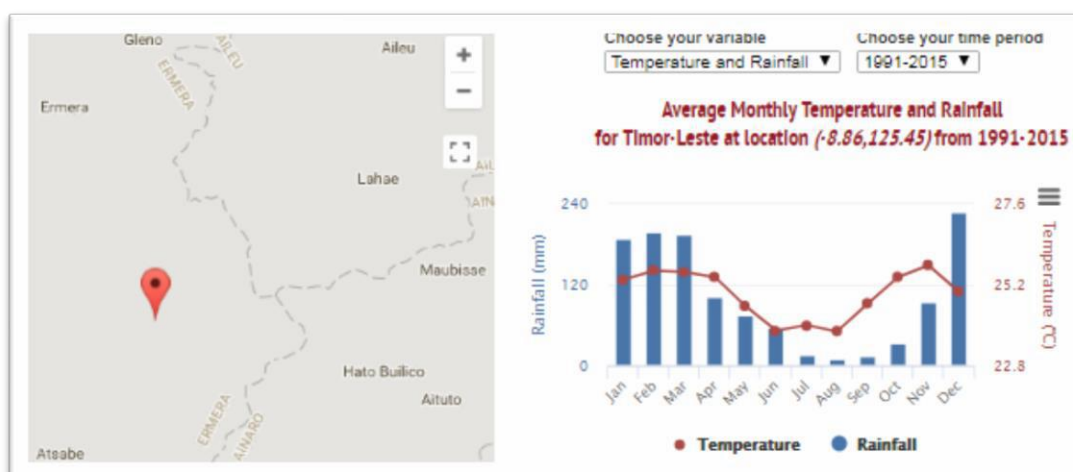 Gleno
AILEU
Aileu
+
ERMERA
−
Ermera
Lahae
Maubisse
Hato Builico
Aituto
ERMERA
AINARO
Atsabe
Choose your variable
Choose your time period
Temperature and Rainfall ▼
1991-2015 ▼
Average Monthly Temperature and Rainfall
for Timor-Leste at location (-8.86,125.45) from 1991-2015
240
120
0
Rainfall (mm)
27.6
25.2
22.8
Temperature (°C)
Jan
Feb
Mar
Apr
May
Jun
Jul
Aug
Sep
Oct
Nov
Dec
Temperature
Rainfall